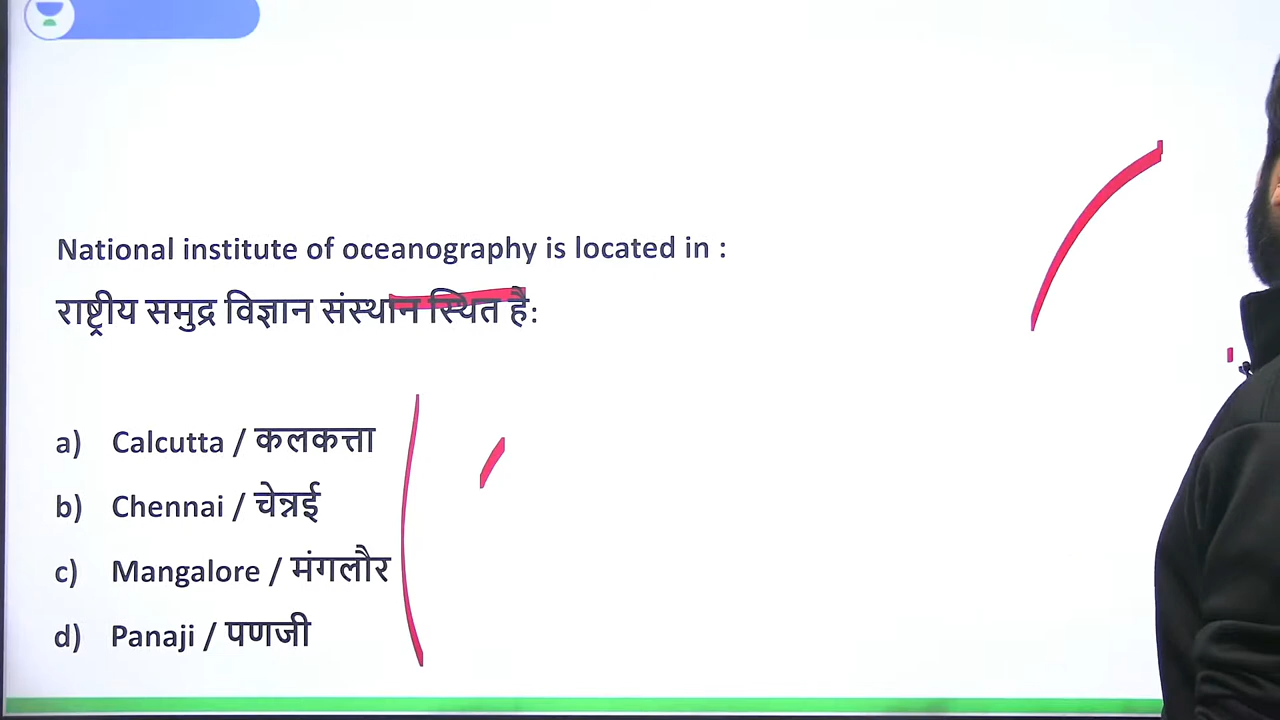 National institute of oceanography is located in :
राष्ट्रीय समुद्र विज्ञान संस्थान स्थित है:
a) Calcutta / कलकत्ता
b) Chennai / चेन्नई
c) Mangalore / मंगलौर
d) Panaji / पणजी